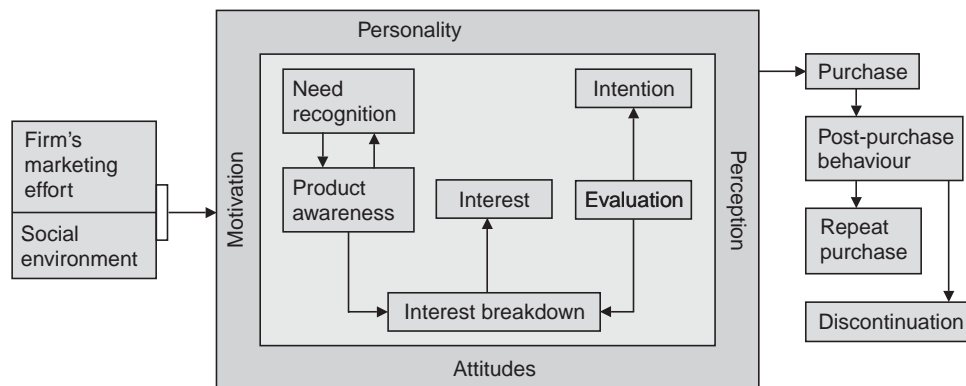 Firm's
marketing
effort
Social
environment
Personality
Motivation
Need
recognition
Product
awareness
Interest
Interest breakdown
Intention
Evaluation
Perception
Attitudes
Purchase
Post-purchase
behaviour
Repeat
purchase
Discontinuation